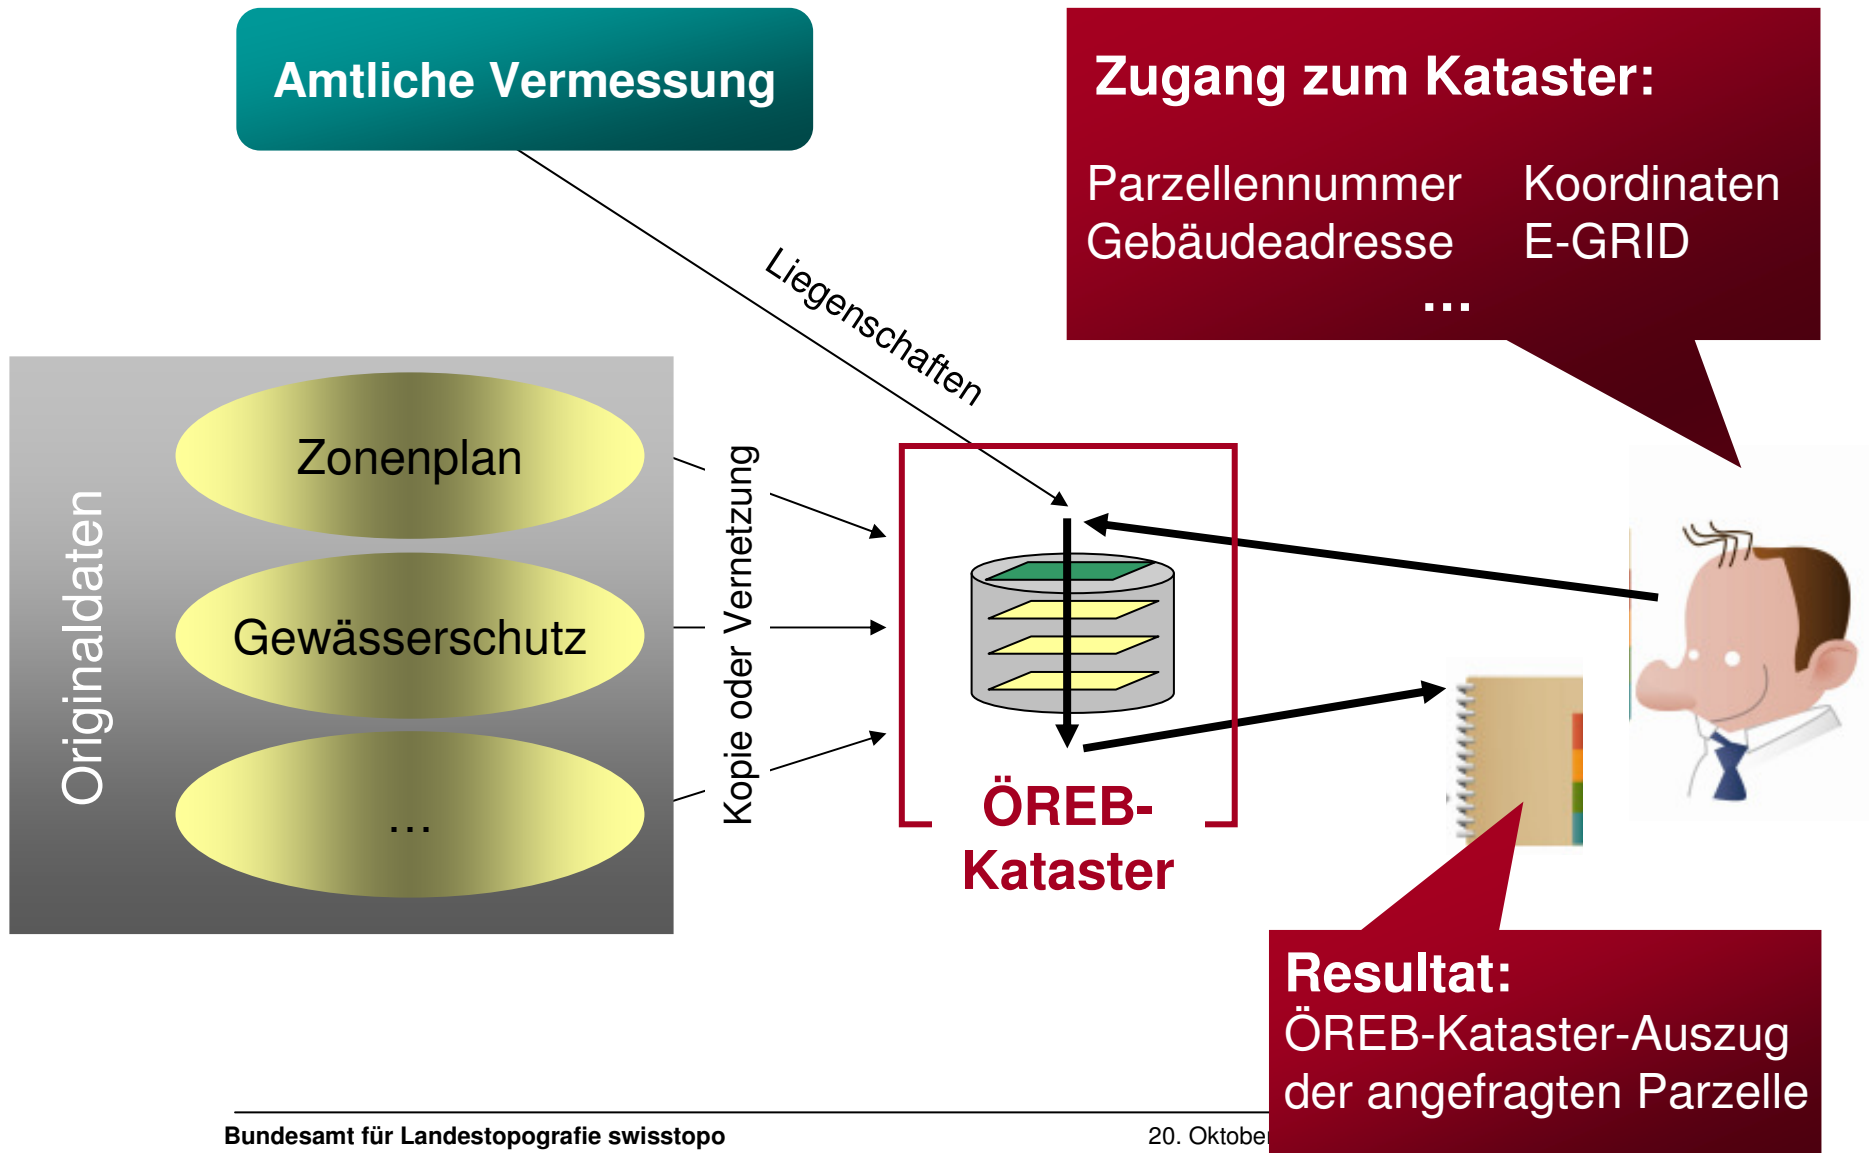 Amtliche Vermessung
Zugang zum Kataster:
Parzellennummer Koordinaten
Gebäudeadresse E-GRID
...
Liegenschaften
Originaldaten
Zonenplan
Gewässerschutz
...
Kopie oder Vernetzung
ÖREB-
Kataster
Resultat:
ÖREB-Kataster-Auszug
der angefragten Parzelle
Bundesamt für Landestopografie swisstopo
20. Oktober